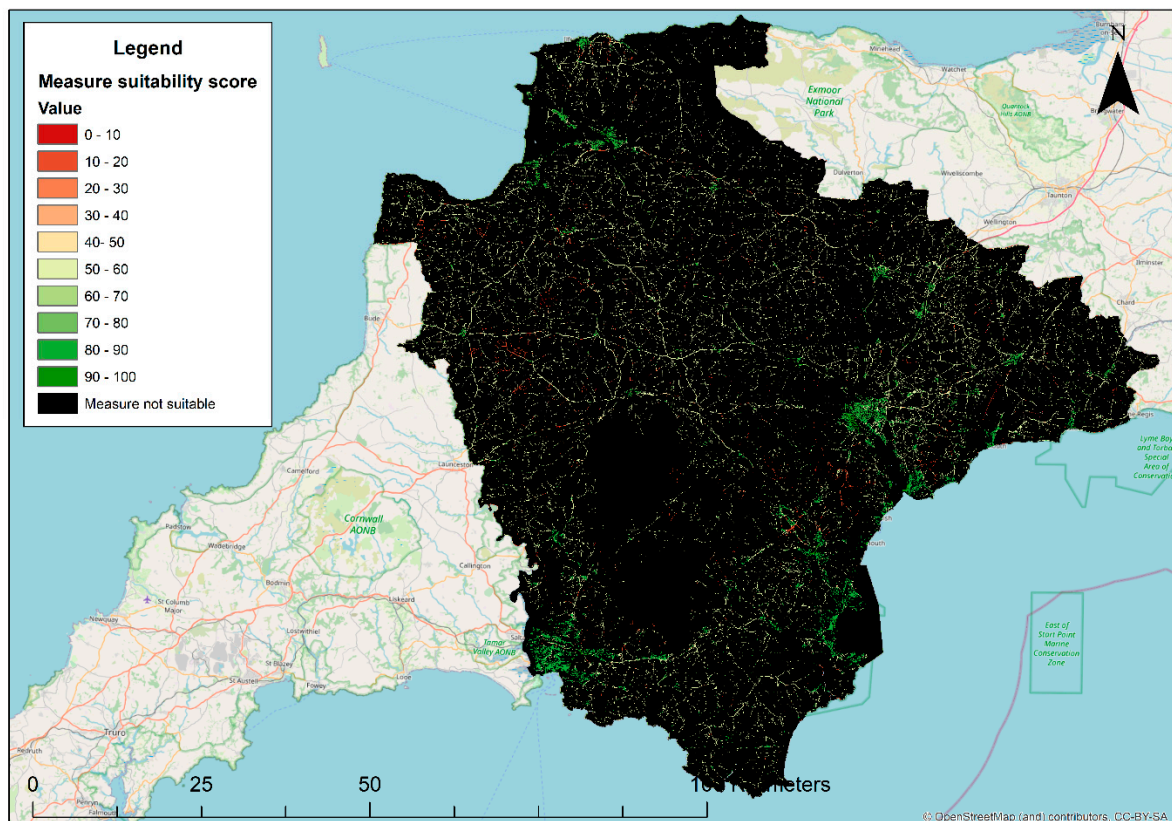 Legend
Measure suitability score
Value
0 - 10
10 - 20
20 - 30
30 - 40
40 - 50
50 - 60
60 - 70
70 - 80
80 - 90
90 - 100
Measure not suitable
N
Minehead
Watchet
Exmoor
National
Park
Quantock
Hills AONB
Dulverton
Wiveliscombe
Taunton
Wellington
Ilminster
Chard
Bude
Launceston
Camelford
Cornwall
AONB
Padstow
Wadebridge
Bodmin
Callington
St Columb
Major
Newquay
Liskeard
Lostwithiel
Tamar
Valley AONB
St Blazey
St Austell
Fowey
Looe
Truro
Redruth
Penryn
Falmouth
Lyme Bay
and Torbay
Special
Area of
Conservation
East of
Start Point
Marine
Conservation
Zone
0
25
50
© OpenStreetMap (and) contributors, CC-BY-SA